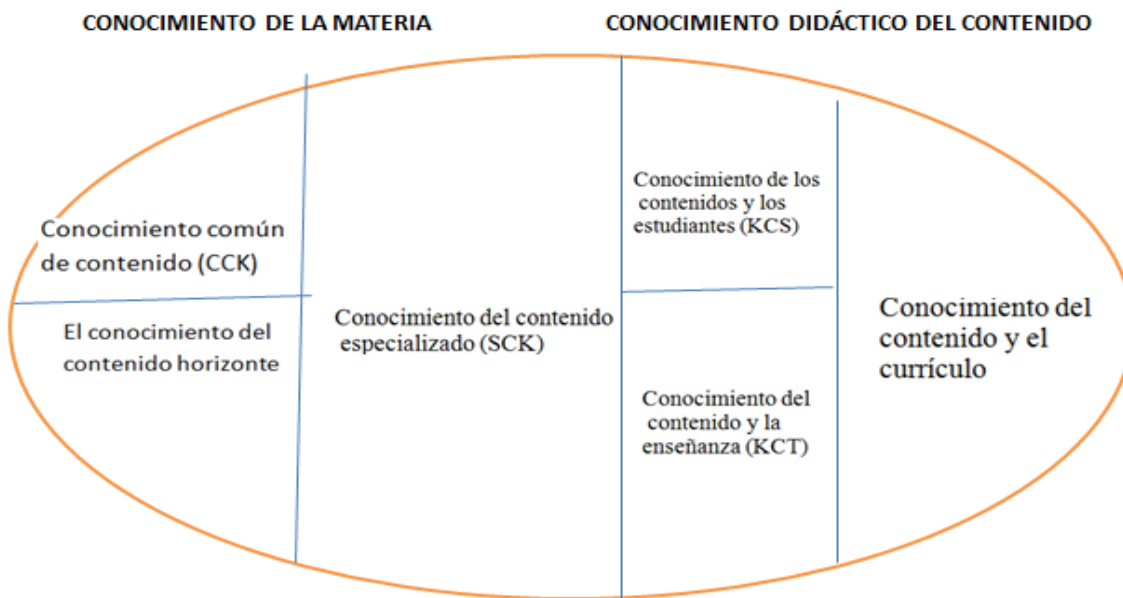 CONOCIMIENTO DE LA MATERIA
CONOCIMIENTO DIDÁCTICO DEL CONTENIDO
Conocimiento común
de contenido (CCK)
El conocimiento del
contenido horizonte
Conocimiento del contenido
especializado (SCK)
Conocimiento de los
contenidos y los
estudiantes (KCS)
Conocimiento del
contenido y la
enseñanza (KCT)
Conocimiento del
contenido y el
currículo